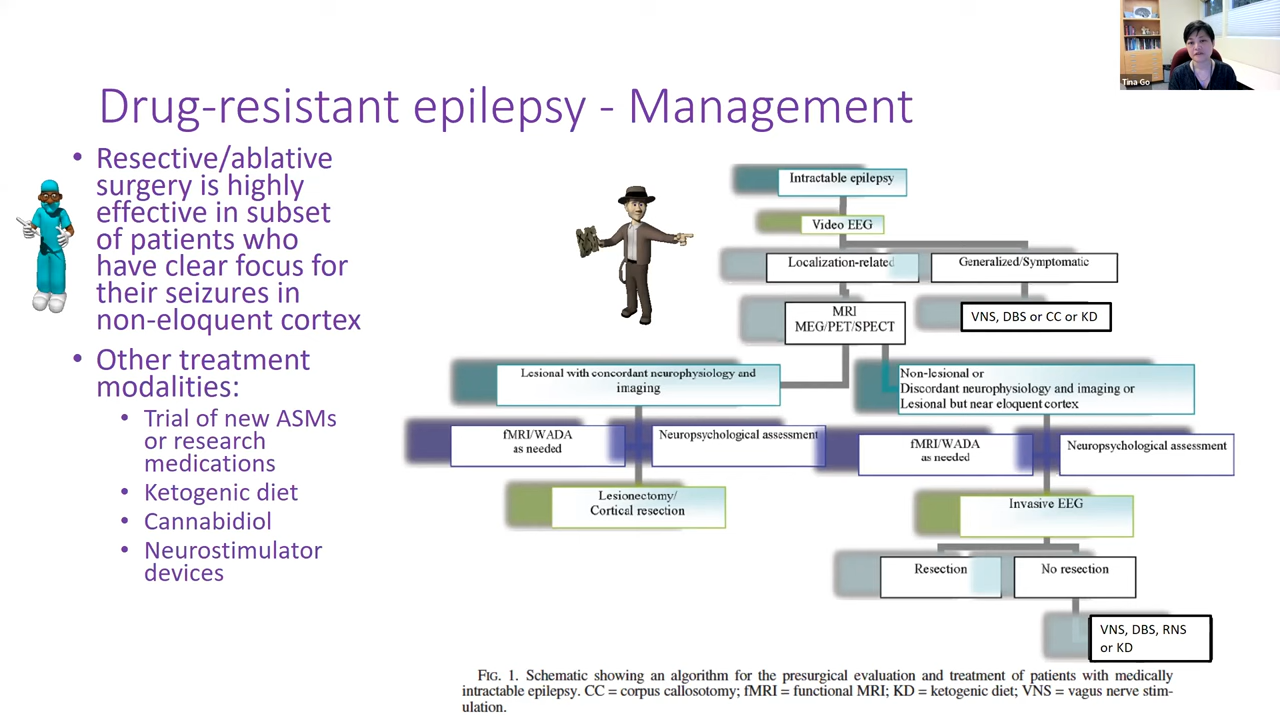 Tina Go
Drug-resistant epilepsy - Management
• Resective/ablative
surgery is highly
effective in subset
of patients who
have clear focus for
their seizures in
non-eloquent cortex
• Other treatment
modalities:
• Trial of new ASMs
or research
medications
• Ketogenic diet
• Cannabidiol
• Neurostimulator
devices
Intractable epilepsy
Video EEG
Localization-related
Generalized/Symptomatic
MRI
MEG/PET/SPECT
VNS, DBS or CC or KD
Lesional with concordant neurophysiology and
imaging
Non-lesional or
Discordant neurophysiology and imaging or
Lesional but near eloquent cortex
fMRI/WADA
as needed
Neuropsychological assessment
fMRI/WADA
as needed
Neuropsychological assessment
Lesionectomy/
Cortical resection
Invasive EEG
Resection
No resection
VNS, DBS, RNS
or KD
FIG. 1. Schematic showing an algorithm for the presurgical evaluation and treatment of patients with medically
intractable epilepsy. CC = corpus callosotomy; fMRI = functional MRI; KD = ketogenic diet; VNS = vagus nerve stim-
ulation.